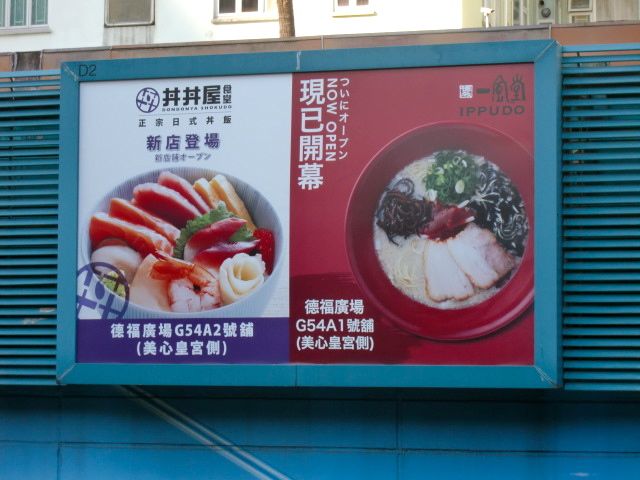 D2
丼丼屋食堂
DONDONYA SHOKUDO
正宗日式丼飯
新店登場
新店舗オープン
德福廣場G54A2號舖
(美心皇宮側)
ついにオープン
NOW OPEN
現已開幕
一風堂
IPPUDO
德福廣場
G54A1號舖
(美心皇宮側)